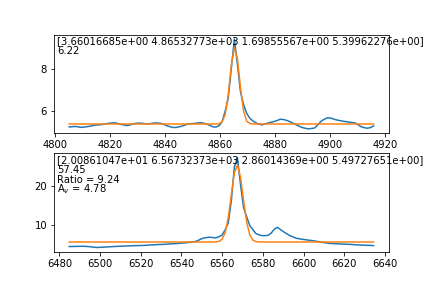 [3.66016685e+00 4.86532773e+03 1.69855567e+00 5.39962276e+00]
6.22
8
6
4800 4820 4840 4860 4880 4900 4920
[2.00861047e+01 6.56732373e+03 2.86014369e+00 5.49727651e+00]
57.45
Ratio = 9.24
Av = 4.78
20
10
6480 6500 6520 6540 6560 6580 6600 6620 6640